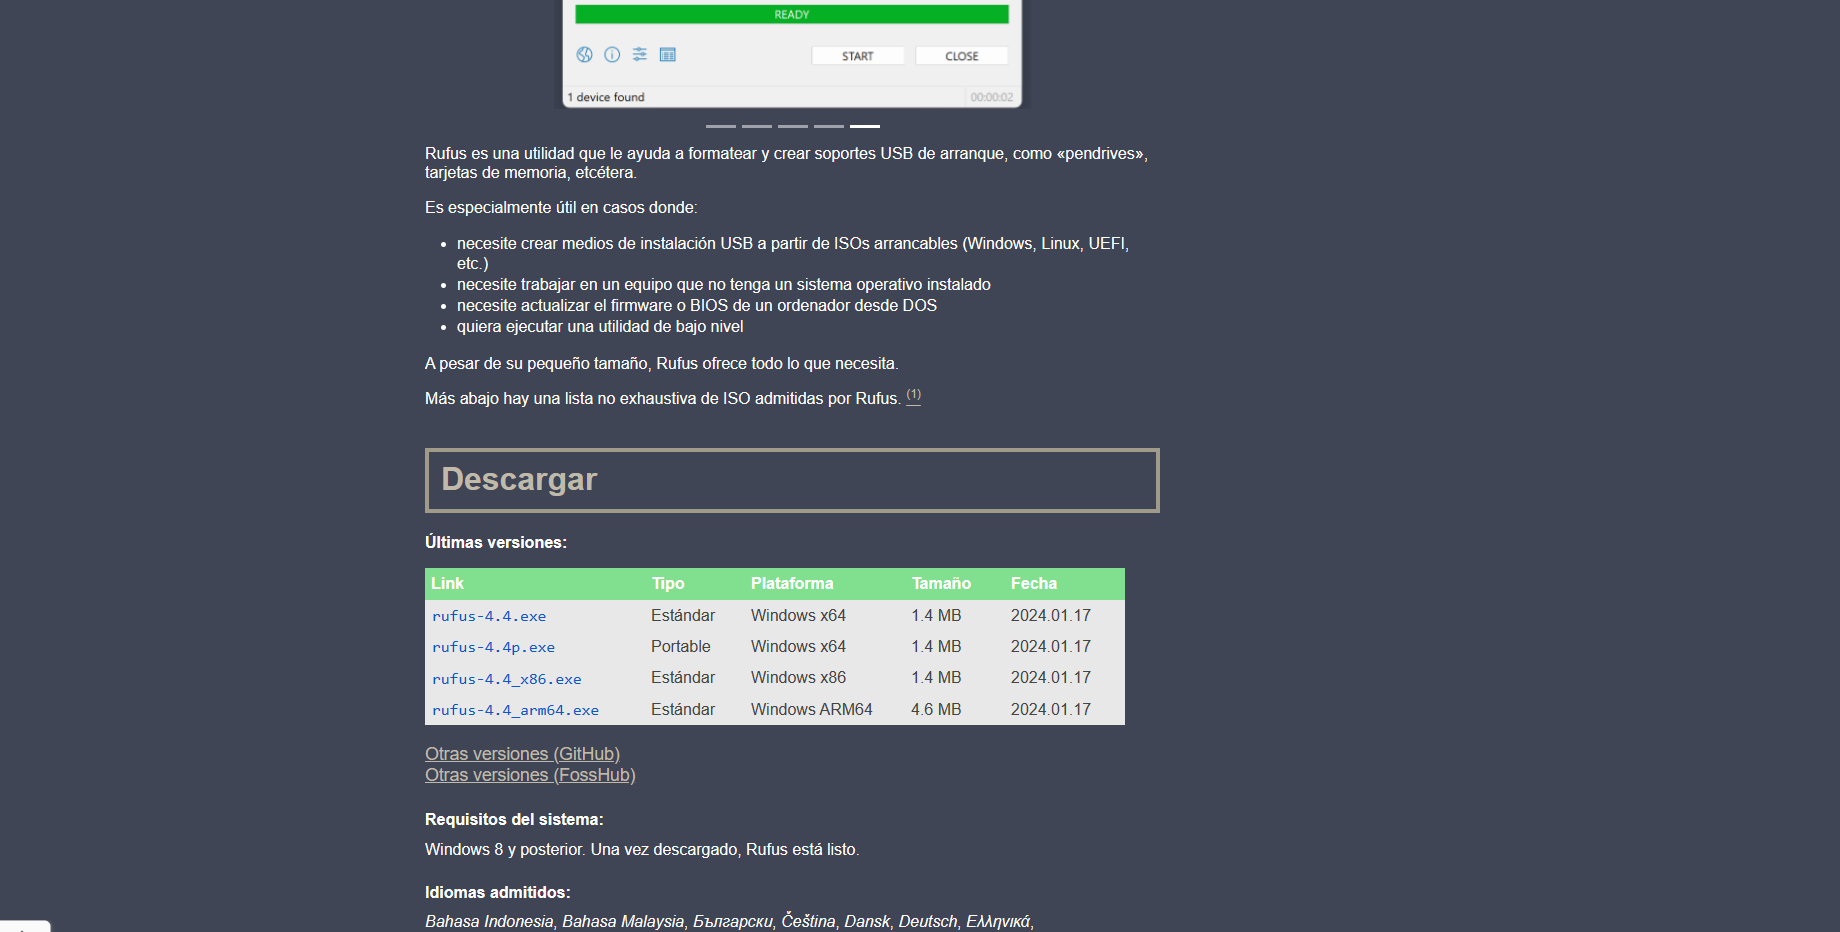 READY
START CLOSE
1 device found 00:00:02
Rufus es una utilidad que le ayuda a formatear y crear soportes USB de arranque, como «pendrives»,
tarjetas de memoria, etcétera.
Es especialmente útil en casos donde:
• necesite crear medios de instalación USB a partir de ISOs arrancables (Windows, Linux, UEFI,
etc.)
• necesite trabajar en un equipo que no tenga un sistema operativo instalado
• necesite actualizar el firmware o BIOS de un ordenador desde DOS
• quiera ejecutar una utilidad de bajo nivel
A pesar de su pequeño tamaño, Rufus ofrece todo lo que necesita.
Más abajo hay una lista no exhaustiva de ISO admitidas por Rufus. (1)
Descargar
Últimas versiones:
Link Tipo Plataforma Tamaño Fecha
rufus-4.4.exe Estándar Windows x64 1.4 MB 2024.01.17
rufus-4.4p.exe Portable Windows x64 1.4 MB 2024.01.17
rufus-4.4_x86.exe Estándar Windows x86 1.4 MB 2024.01.17
rufus-4.4_arm64.exe Estándar Windows ARM64 4.6 MB 2024.01.17
Otras versiones (GitHub)
Otras versiones (FossHub)
Requisitos del sistema:
Windows 8 y posterior. Una vez descargado, Rufus está listo.
Idiomas admitidos:
Bahasa Indonesia, Bahasa Malaysia, Български, Čeština, Dansk, Deutsch, Ελληνικά,